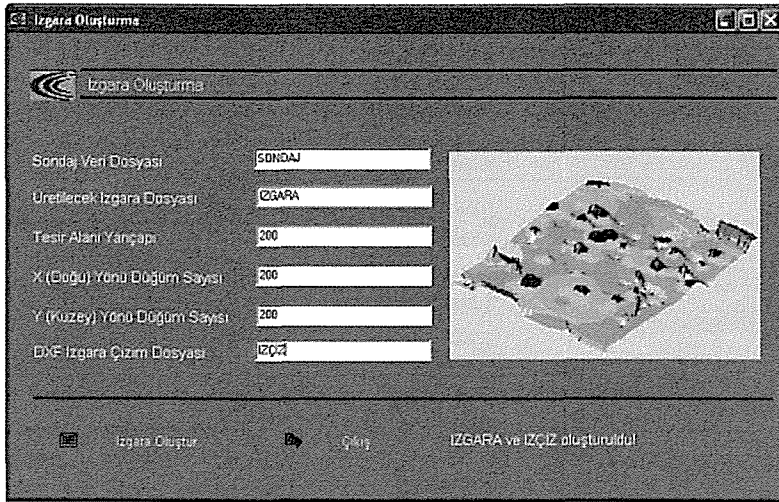 Izgara Oluşturma
Izgara Oluşturma
Sondaj Veri Dosyası SONDAJ
Üretilecek Izgara Dosyası IZGARA
Tesir Alanı Yarıçapı 200
X (Doğu) Yönü Düğüm Sayısı 200
Y (Kuzey) Yönü Düğüm Sayısı 200
DXF Izgara Çizim Dosyası IZÇIZ
Izgara Oluştur Çıkış IZGARA ve IZÇIZ oluşturuldu!